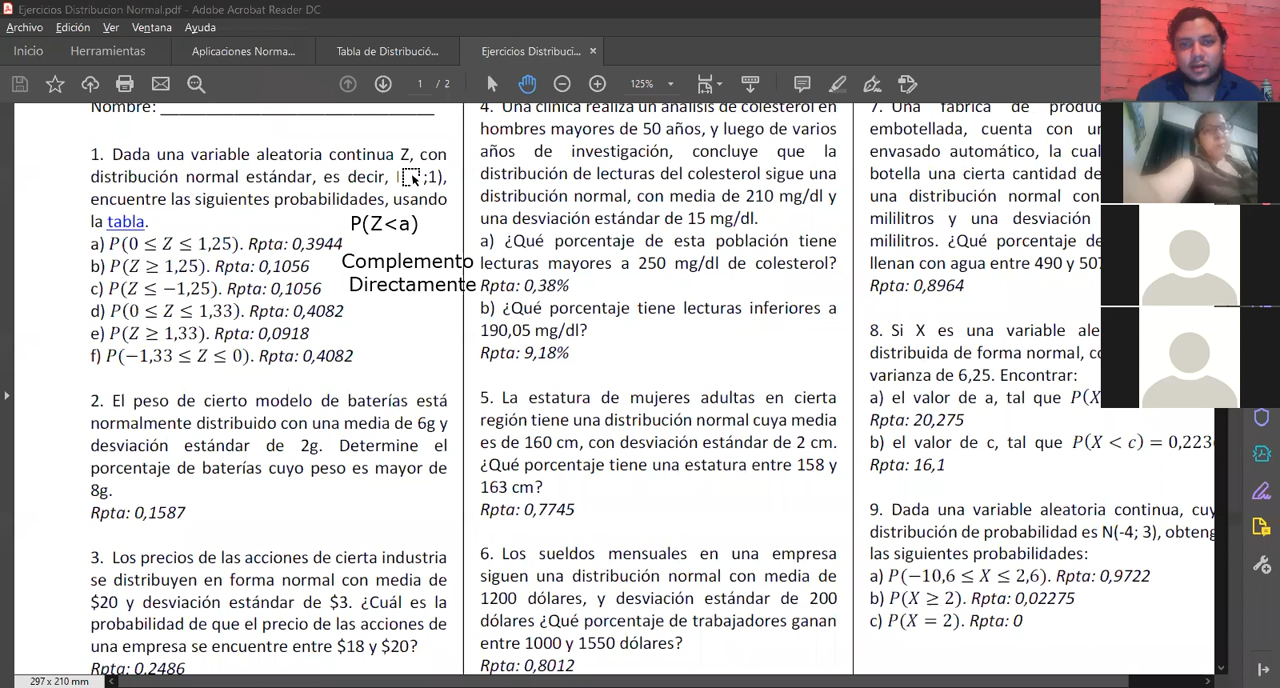 Ejercicios Distribucion Normal.pdf - Adobe Acrobat Reader DC
Archivo Edición Ver Ventana Ayuda
Inicio Herramientas Aplicaciones Norma... Tabla de Distribució... Ejercicios Distribuci... ×
1 / 2 125%
Nombre: ______________________________
1. Dada una variable aleatoria continua Z, con
distribución normal estándar, es decir, ;1),
encuentre las siguientes probabilidades, usando
la tabla.
P(Z<a)
a) P(0 ≤ Z ≤ 1,25). Rpta: 0,3944
Complemento
b) P(Z ≥ 1,25). Rpta: 0,1056
Directamente
c) P(Z ≤ −1,25). Rpta: 0,1056
d) P(0 ≤ Z ≤ 1,33). Rpta: 0,4082
e) P(Z ≥ 1,33). Rpta: 0,0918
f) P(−1,33 ≤ Z ≤ 0). Rpta: 0,4082
2. El peso de cierto modelo de baterías está
normalmente distribuido con una media de 6g y
desviación estándar de 2g. Determine el
porcentaje de baterías cuyo peso es mayor de
8g.
Rpta: 0,1587
3. Los precios de las acciones de cierta industria
se distribuyen en forma normal con media de
$20 y desviación estándar de $3. ¿Cuál es la
probabilidad de que el precio de las acciones de
una empresa se encuentre entre $18 y $20?
Rpta: 0,2486
4. Una clínica realiza un análisis de colesterol en
hombres mayores de 50 años, y luego de varios
años de investigación, concluye que la
distribución de lecturas del colesterol sigue una
distribución normal, con media de 210 mg/dl y
una desviación estándar de 15 mg/dl.
a) ¿Qué porcentaje de esta población tiene
lecturas mayores a 250 mg/dl de colesterol?
Rpta: 0,38%
b) ¿Qué porcentaje tiene lecturas inferiores a
190,05 mg/dl?
Rpta: 9,18%
5. La estatura de mujeres adultas en cierta
región tiene una distribución normal cuya media
es de 160 cm, con desviación estándar de 2 cm.
¿Qué porcentaje tiene una estatura entre 158 y
163 cm?
Rpta: 0,7745
6. Los sueldos mensuales en una empresa
siguen una distribución normal con media de
1200 dólares, y desviación estándar de 200
dólares ¿Qué porcentaje de trabajadores ganan
entre 1000 y 1550 dólares?
Rpta: 0,8012
7. Una fábrica de produc
embotellada, cuenta con un
envasado automático, la cual
botella una cierta cantidad de
una distribución normal con
mililitros y una desviación
mililitros. ¿Qué porcentaje de
llenan con agua entre 490 y 507
Rpta: 0,8964
8. Si X es una variable ale
distribuida de forma normal, co
varianza de 6,25. Encontrar:
a) el valor de a, tal que P(X
Rpta: 20,275
b) el valor de c, tal que P(X < c) = 0,223
Rpta: 16,1
9. Dada una variable aleatoria continua, cuy
distribución de probabilidad es N(-4; 3), obteng
las siguientes probabilidades:
a) P(−10,6 ≤ X ≤ 2,6). Rpta: 0,9722
b) P(X ≥ 2). Rpta: 0,02275
c) P(X = 2). Rpta: 0
297 x 210 mm